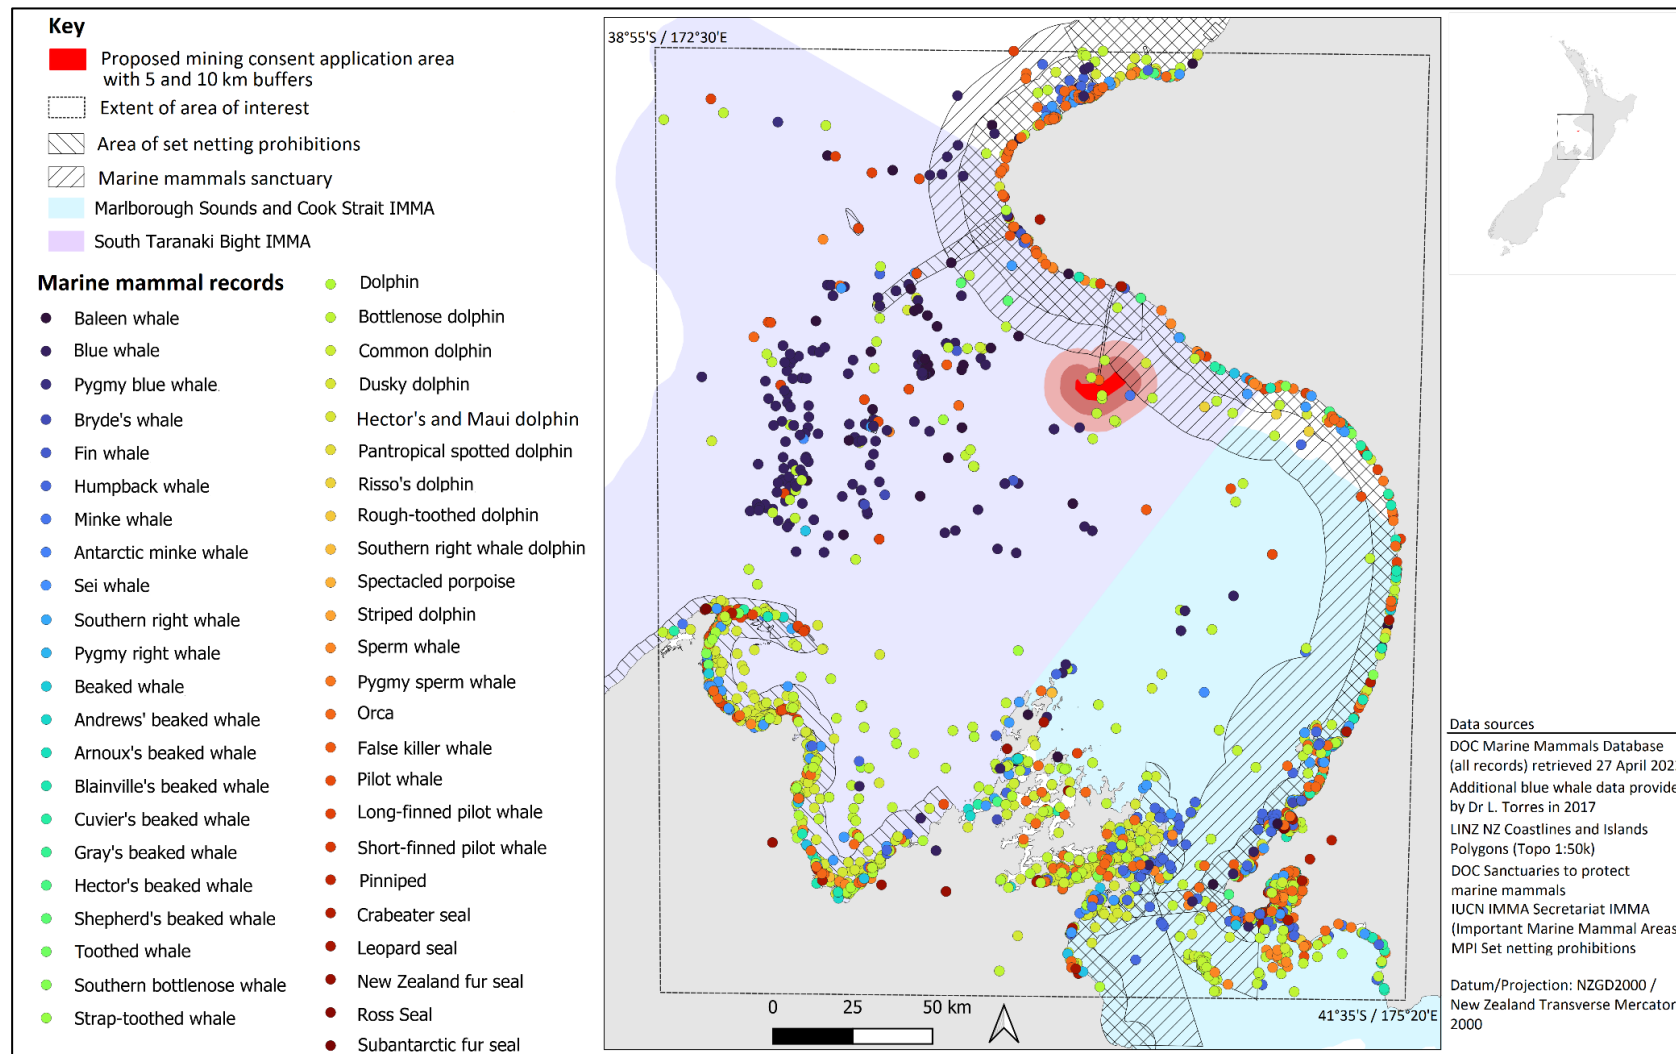 Key
Proposed mining consent application area
with 5 and 10 km buffers
Extent of area of interest
Area of set netting prohibitions
Marine mammals sanctuary
Marlborough Sounds and Cook Strait IMMA
South Taranaki Bight IMMA
Marine mammal records
Baleen whale
Blue whale
Pygmy blue whale
Bryde's whale
Fin whale
Humpback whale
Minke whale
Antarctic minke whale
Sei whale
Southern right whale
Pygmy right whale
Beaked whale
Andrews' beaked whale
Arnoux's beaked whale
Blainville's beaked whale
Cuvier's beaked whale
Gray's beaked whale
Hector's beaked whale
Shepherd's beaked whale
Toothed whale
Southern bottlenose whale
Strap-toothed whale
Dolphin
Bottlenose dolphin
Common dolphin
Dusky dolphin
Hector's and Maui dolphin
Pantropical spotted dolphin
Risso's dolphin
Rough-toothed dolphin
Southern right whale dolphin
Spectacled porpoise
Striped dolphin
Sperm whale
Pygmy sperm whale
Orca
False killer whale
Pilot whale
Long-finned pilot whale
Short-finned pilot whale
Pinniped
Crabeater seal
Leopard seal
New Zealand fur seal
Ross Seal
Subantarctic fur seal
38°55'S / 172°30'E
0 25 50 km
41°35'S / 175°20'E
Data sources
DOC Marine Mammals Database
(all records) retrieved 27 April 202
Additional blue whale data provide
by Dr L. Torres in 2017
LINZ NZ Coastlines and Islands
Polygons (Topo 1:50k)
DOC Sanctuaries to protect
marine mammals
IUCN IMMA Secretariat IMMA
(Important Marine Mammal Areas
MPI Set netting prohibitions
Datum/Projection: NZGD2000 /
New Zealand Transverse Mercator
2000